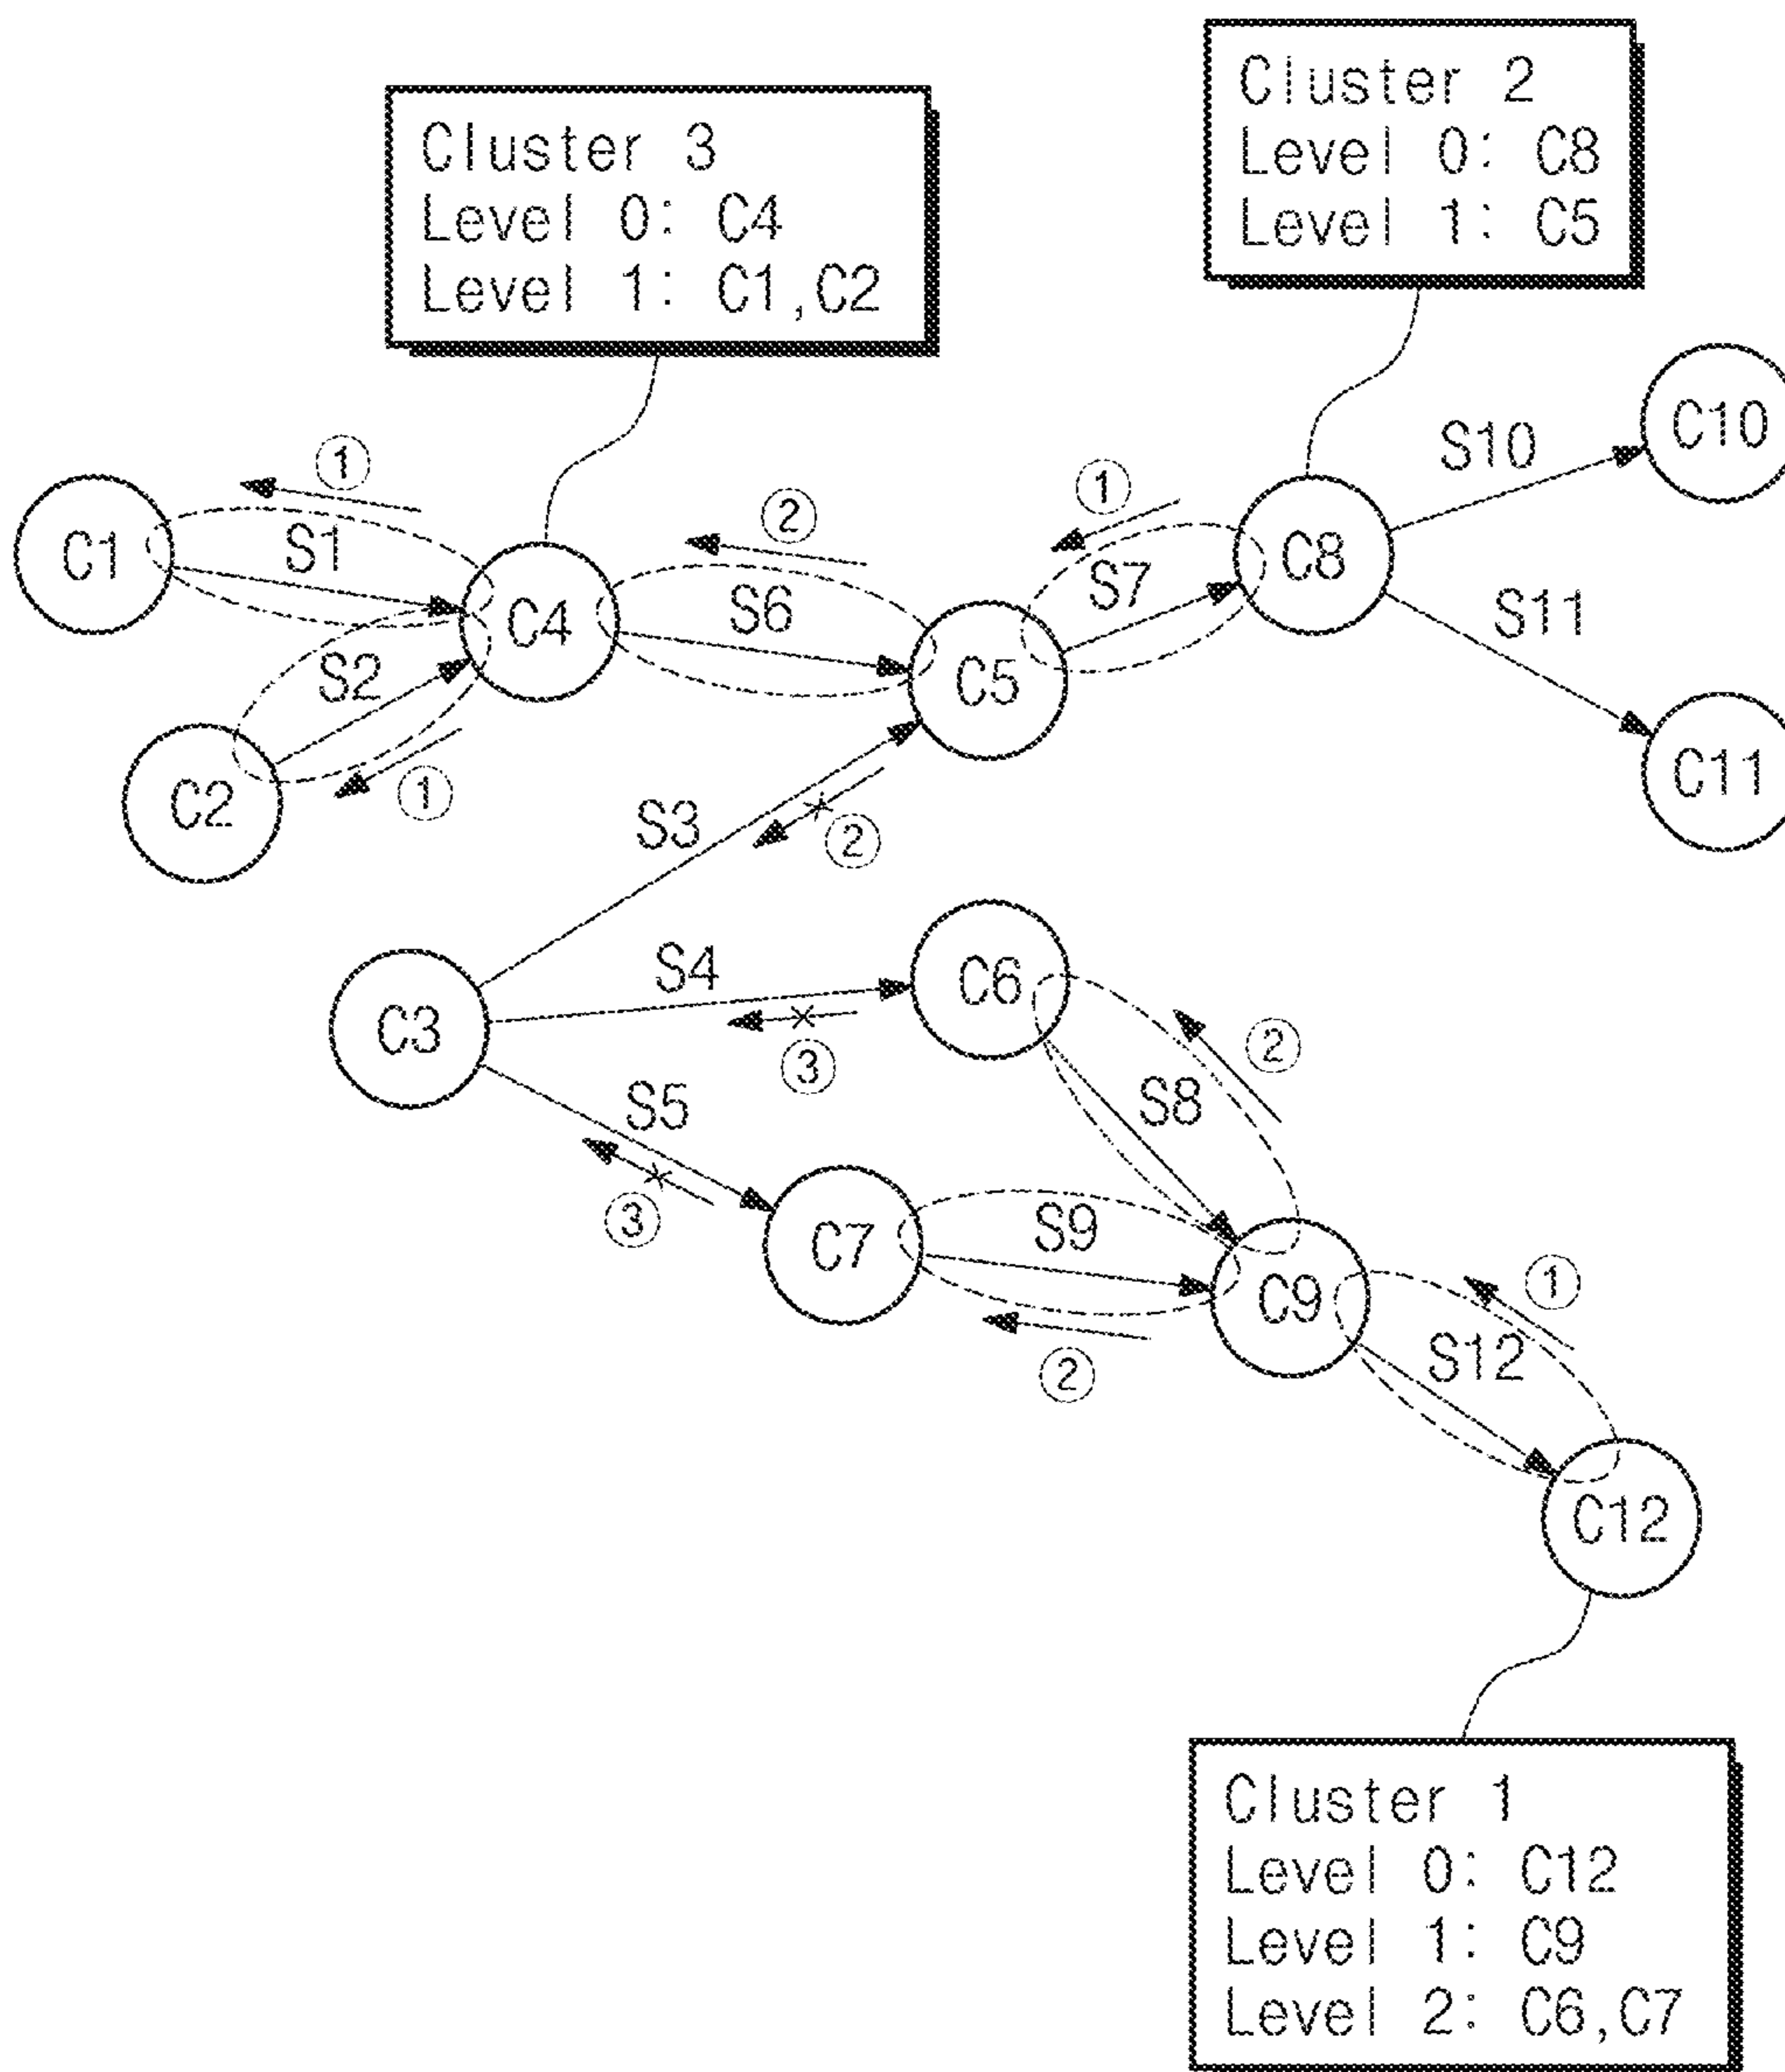 Cluster 2
Level 0: C8
Level 1: C5
Cluster 3
Level 0: C4
Level 1: C1,C2
C10
S10
①
①
C1
S1
②
C8
S7
S11
C4
S6
S2
C5
C2
①
C11
S3
②
C6
S4
C3
②
③
S5
S8
③
C7
S9
①
C9
S12
②
C12
Cluster 1
Level 0: C12
Level 1: C9
Level 2: C6,C7